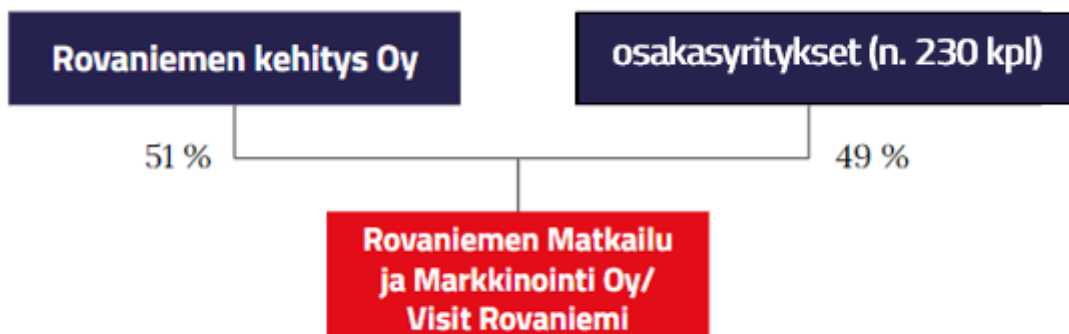 Rovaniemen kehitys Oy
osakasyritykset (n. 230 kpl)
51 %
49 %
Rovaniemen Matkailu
ja Markkinointi Oy/
Visit Rovaniemi